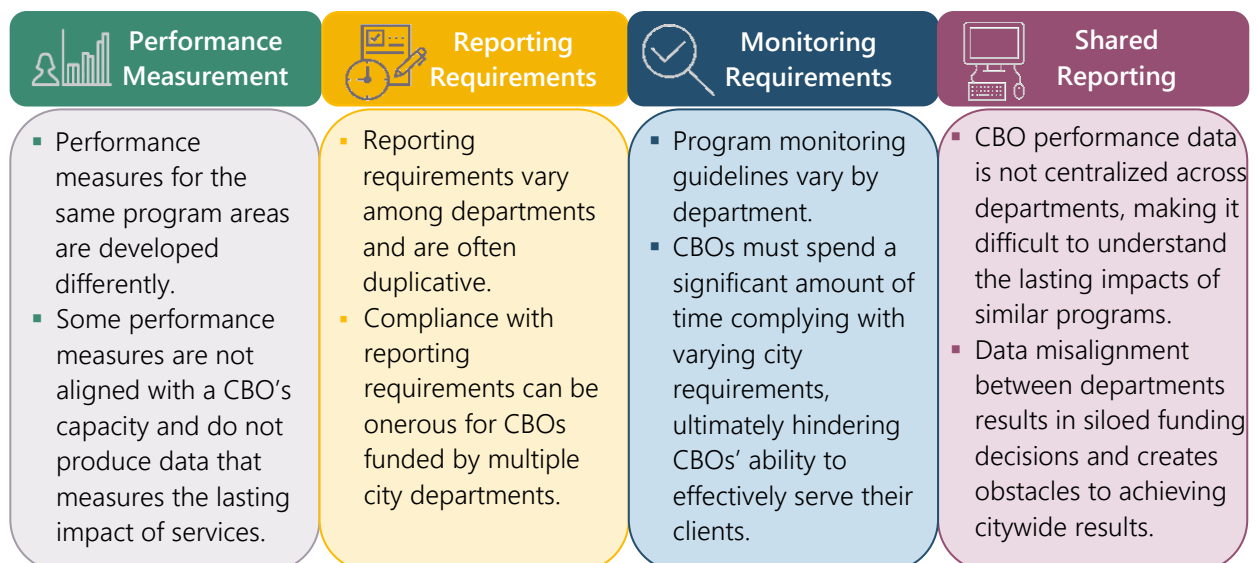 Performance
Measurement
▪ Performance
measures for the
same program areas
are developed
differently.
▪ Some performance
measures are not
aligned with a CBO's
capacity and do not
produce data that
measures the lasting
impact of services.
Reporting
Requirements
▪ Reporting
requirements vary
among departments
and are often
duplicative.
▪ Compliance with
reporting
requirements can be
onerous for CBOs
funded by multiple
city departments.
Monitoring
Requirements
▪ Program monitoring
guidelines vary by
department.
▪ CBOs must spend a
significant amount of
time complying with
varying city
requirements,
ultimately hindering
CBOs' ability to
effectively serve their
clients.
Shared
Reporting
▪ CBO performance data
is not centralized across
departments, making it
difficult to understand
the lasting impacts of
similar programs.
▪ Data misalignment
between departments
results in siloed funding
decisions and creates
obstacles to achieving
citywide results.